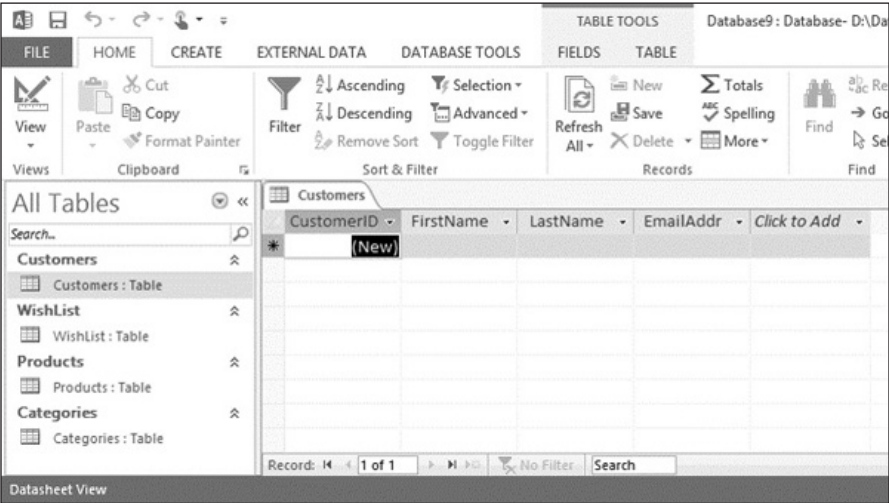 TABLE TOOLS Database9 : Database- D:\Da
FILE HOME CREATE EXTERNAL DATA DATABASE TOOLS FIELDS TABLE
View
Views
Paste
Cut
Copy
Format Painter
Clipboard
Filter
Ascending
Descending
Remove Sort
Selection
Advanced
Toggle Filter
Sort & Filter
Refresh
All
New
Save
Delete
Totals
Spelling
More
Records
Find
Re
Go
Sel
Find
All Tables
Search...
Customers
Customers : Table
WishList
WishList : Table
Products
Products : Table
Categories
Categories : Table
Customers
CustomerID FirstName LastName EmailAddr Click to Add
(New)
Record: 1 of 1 No Filter Search
Datasheet View